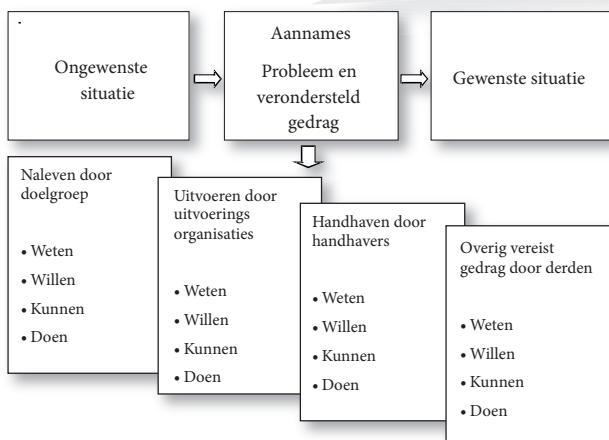 Ongewenste
situatie
Aannames
Probleem en
verondersteld
gedrag
Gewenste situatie
Naleven door
doelgroep
• Weten
• Willen
• Kunnen
• Doen
Uitvoeren door
uitvoerings
organisaties
• Weten
• Willen
• Kunnen
• Doen
Handhaven door
handhavers
• Weten
• Willen
• Kunnen
• Doen
Overig vereist
gedrag door derden
• Weten
• Willen
• Kunnen
• Doen